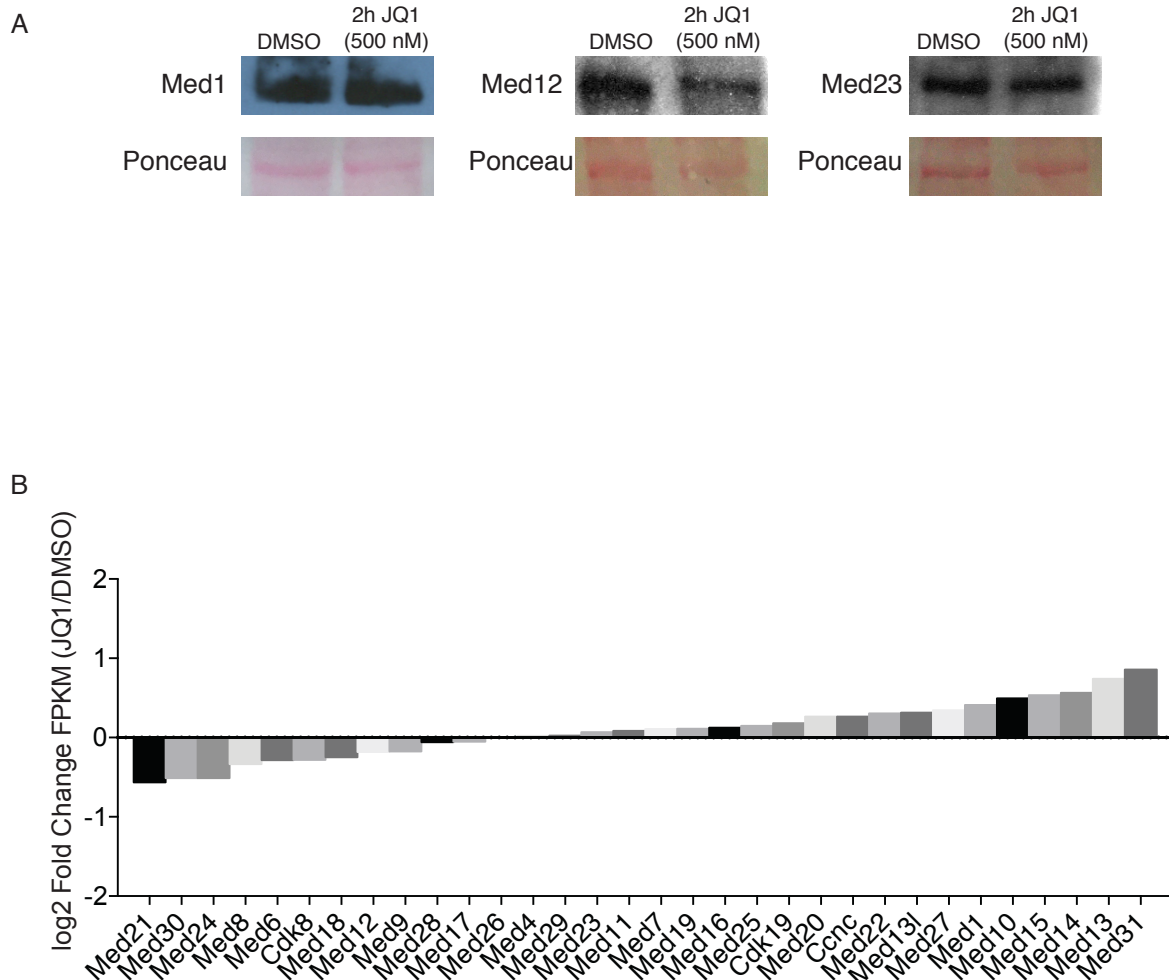 A
DMSO
2h JQ1
(500 nM)
DMSO
2h JQ1
(500 nM)
DMSO
2h JQ1
(500 nM)
Med1
Med12
Med23
Ponceau
Ponceau
Ponceau
B
log2 Fold Change FPKM (JQ1/DMSO)
2
1
0
-1
-2
Med21
Med30
Med24
Med8
Med6
Cdk8
Med18
Med12
Med9
Med28
Med17
Med26
Med4
Med29
Med23
Med11
Med7
Med19
Med16
Med25
Cdk19
Med20
Ccnc
Med22
Med13l
Med27
Med1
Med10
Med15
Med14
Med13
Med31